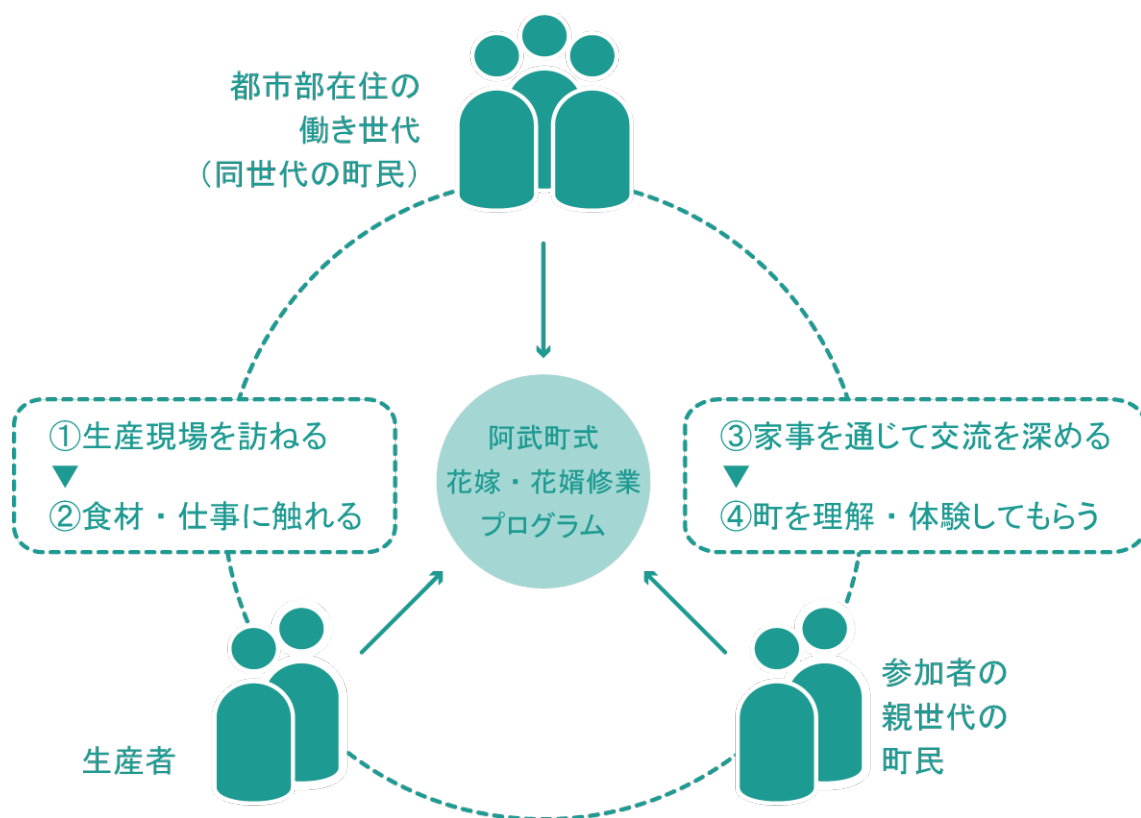 都市部在住の
働き世代
（同世代の町民）
①生産現場を訪ねる
▼
②食材・仕事に触れる
阿武町式
花嫁・花婿修業
プログラム
③家事を通じて交流を深める
▼
④町を理解・体験してもらう
生産者
参加者の
親世代の
町民